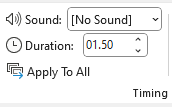 Sound: [No Sound]
Duration: 01.50
Apply To All
Timing